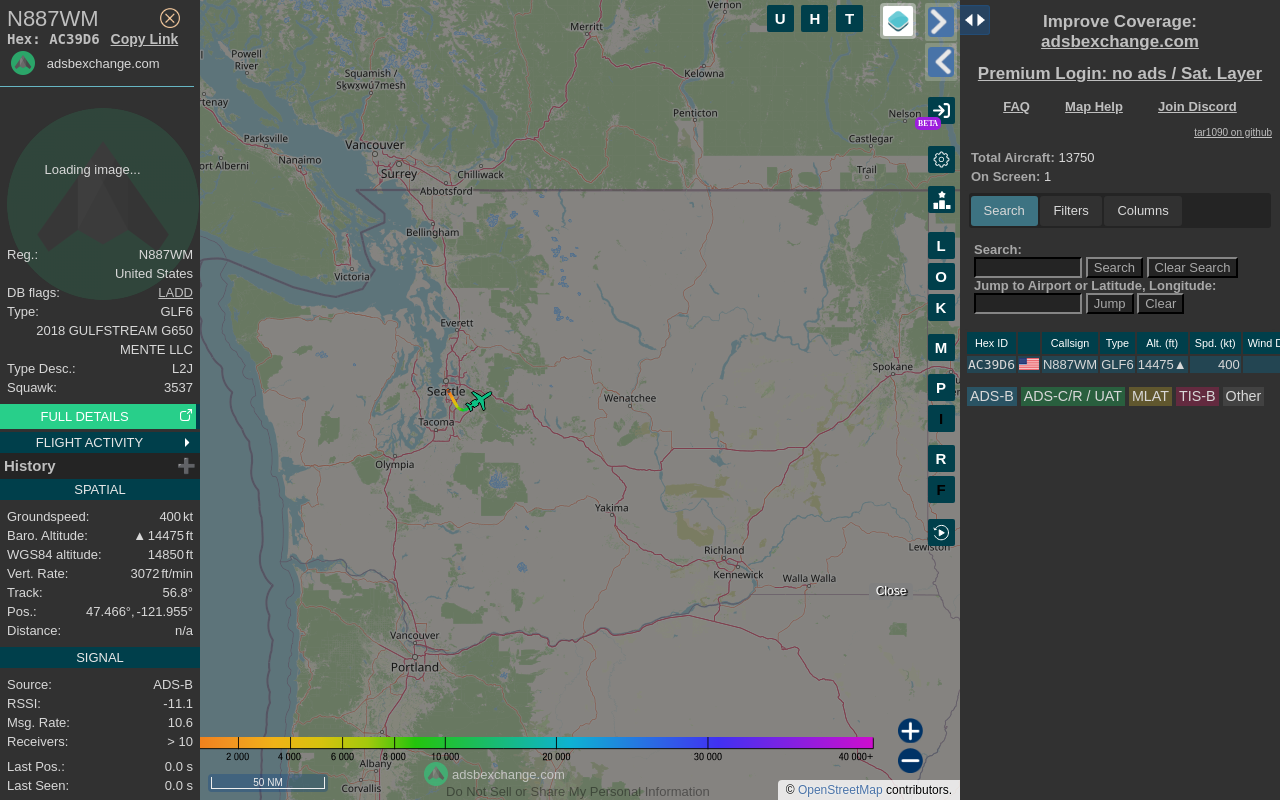 N887WM
Hex: AC39D6 Copy Link
adsbexchange.com
Loading image...
Reg.: N887WM
United States
DB flags: LADD
Type: GLF6
2018 GULFSTREAM G650
MENTE LLC
Type Desc.: L2J
Squawk: 3537
FULL DETAILS
FLIGHT ACTIVITY
History
SPATIAL
Groundspeed: 400 kt
Baro. Altitude: ▲ 14475 ft
WGS84 altitude: 14850 ft
Vert. Rate: 3072 ft/min
Track: 56.8°
Pos.: 47.466°, -121.955°
Distance: n/a
SIGNAL
Source: ADS-B
RSSI: -11.1
Msg. Rate: 10.6
Receivers: > 10
Last Pos.: 0.0 s
Last Seen: 0.0 s
Vernon
Merritt
Powell
River
Squamish /
Sḵwx̱wú7mesh
Kelowna
rtenay
Penticton
Nelson
Parksville
Vancouver
Castlegar
ort Alberni
Nanaimo
Surrey
Chilliwack
Trail
Abbotsford
Bellingham
Victoria
Everett
Spokane
Seattle
Wenatchee
Tacoma
Olympia
Yakima
Richland
Lewiston
Kennewick
Walla Walla
Vancouver
Portland
Albany
Corvallis
U H T
BETA
L
O
K
M
P
I
R
F
Close
2 000 4 000 6 000 8 000 10 000 20 000 30 000 40 000+
50 NM
adsbexchange.com
Do Not Sell or Share My Personal Information
© OpenStreetMap contributors.
Improve Coverage:
adsbexchange.com
Premium Login: no ads / Sat. Layer
FAQ Map Help Join Discord
tar1090 on github
Total Aircraft: 13750
On Screen: 1
Search Filters Columns
Search:
Search Clear Search
Jump to Airport or Latitude, Longitude:
Jump Clear
Hex ID Callsign Type Alt. (ft) Spd. (kt) Wind D
AC39D6 N887WM GLF6 14475▲ 400
ADS-B ADS-C/R / UAT MLAT TIS-B Other